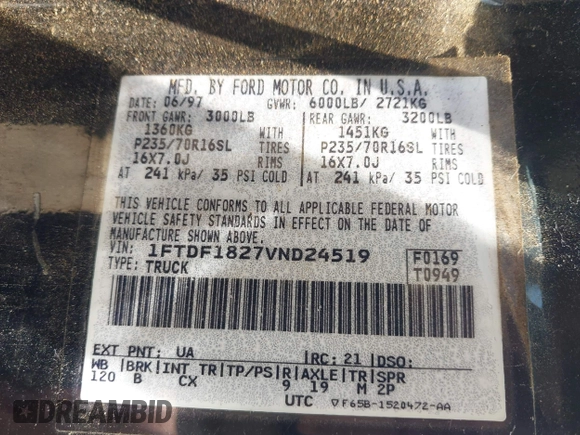 MFD. BY FORD MOTOR CO. IN U.S.A.
DATE: 06/97 GVWR: 6000LB/ 2721KG
FRONT GAWR: 3000LB REAR GAWR: 3200LB
1360KG WITH 1451KG WITH
P235/70R16SL TIRES P235/70R16SL TIRES
16X7.0J RIMS 16X7.0J RIMS
AT 241 kPa/ 35 PSI COLD AT 241 kPa/ 35 PSI COLD
THIS VEHICLE CONFORMS TO ALL APPLICABLE FEDERAL MOTOR
VEHICLE SAFETY STANDARDS IN EFFECT ON THE DATE OF
MANUFACTURE SHOWN ABOVE.
VIN: 1FTDF1827VND24519 F0169
TYPE: TRUCK T0949
EXT PNT: UA RC: 21 DSO:
WB BRK INT TR TP/PS R AXLE TR SPR
120 B CX 9 19 M 2P
UTC F65B-1520472-AA
DREAMBID